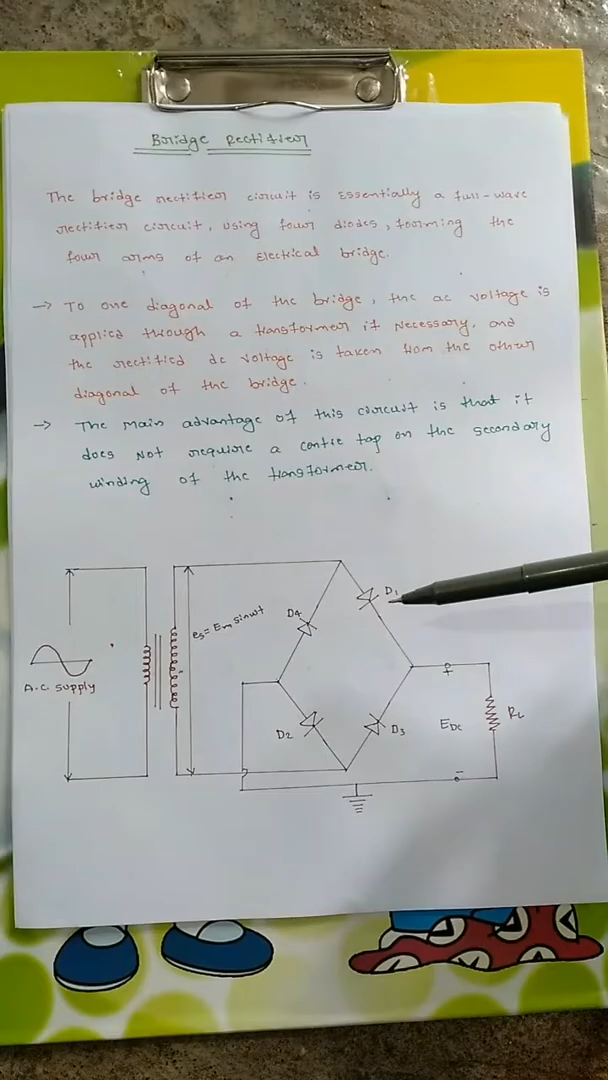 Bridge Rectifier
The bridge rectifier circuit is essentially a full-wave
rectifier circuit, using four diodes, forming the
four arms of an Electrical bridge.
→ To one diagonal of the bridge, the ac voltage is
applied through a transformer if necessary, and
the rectified dc voltage is taken from the other
diagonal of the bridge.
→ The main advantage of this circuit is that it
does not require a centre tap on the secondary
winding of the transformer.
A.C. Supply
es = Em sinωt
D4
D1
D2
D3
+
EDC
RL
-